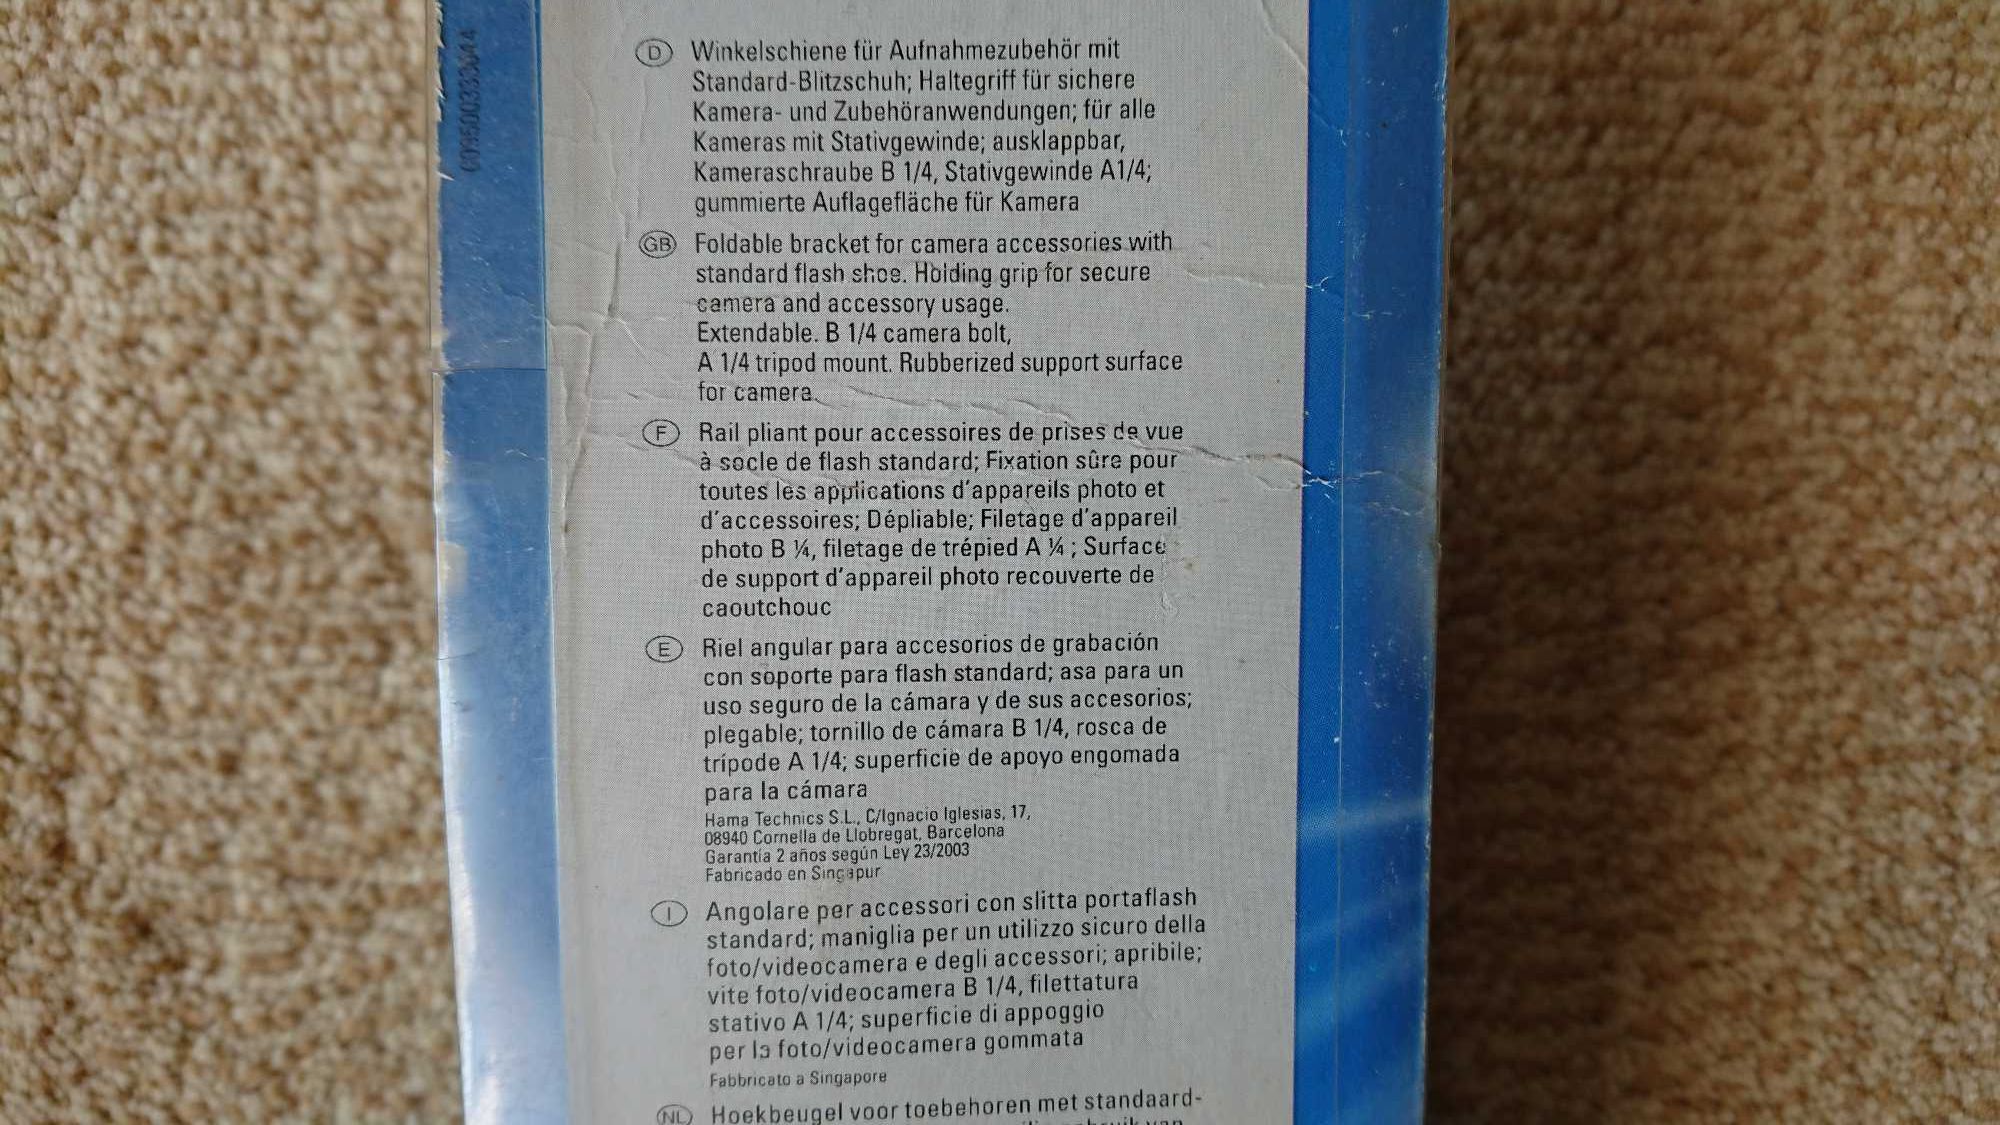 D Winkelschiene für Aufnahmezubehör mit
Standard-Blitzschuh; Haltegriff für sichere
Kamera- und Zubehöranwendungen; für alle
Kameras mit Stativgewinde; ausklappbar,
Kameraschraube B 1/4, Stativgewinde A1/4;
gummierte Auflagefläche für Kamera
GB Foldable bracket for camera accessories with
standard flash shoe. Holding grip for secure
camera and accessory usage.
Extendable. B 1/4 camera bolt,
A 1/4 tripod mount. Rubberized support surface
for camera.
F Rail pliant pour accessoires de prises de vue
à socle de flash standard; Fixation sûre pour
toutes les applications d'appareils photo et
d'accessoires; Dépliable; Filetage d'appareil
photo B ¼, filetage de trépied A ¼ ; Surface
de support d'appareil photo recouverte de
caoutchouc
E Riel angular para accesorios de grabación
con soporte para flash standard; asa para un
uso seguro de la cámara y de sus accesorios;
plegable; tornillo de cámara B 1/4, rosca de
trípode A 1/4; superficie de apoyo engomada
para la cámara
Hama Technics S.L., C/Ignacio Iglesias, 17,
08940 Cornella de Llobregat, Barcelona
Garantía 2 años según Ley 23/2003
Fabricado en Singapur
I Angolare per accessori con slitta portaflash
standard; maniglia per un utilizzo sicuro della
foto/videocamera e degli accessori; apribile;
vite foto/videocamera B 1/4, filettatura
stativo A 1/4; superficie di appoggio
per la foto/videocamera gommata
Fabbricato a Singapore
NL Hoekbeugel voor toebehoren met standaard-